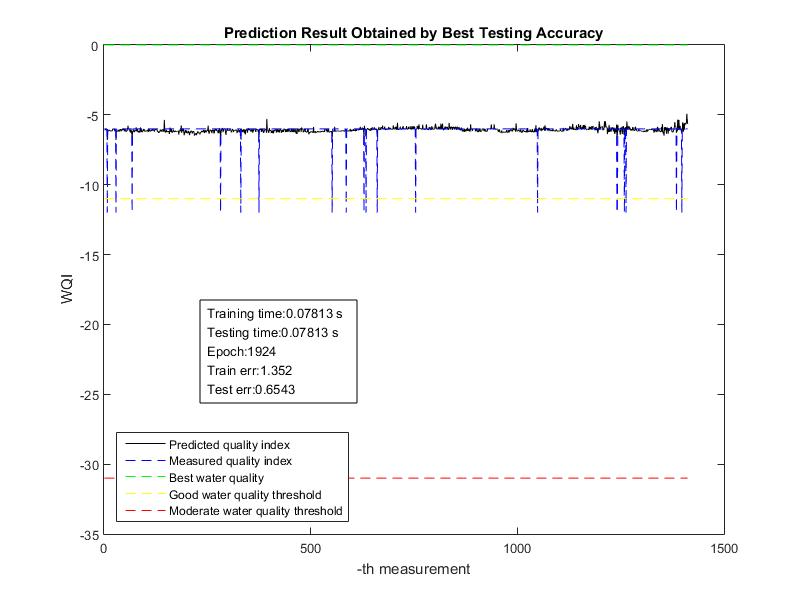 Prediction Result Obtained by Best Testing Accuracy
0
-5
-10
-15
-20
-25
-30
-35
WQI
Training time:0.07813 s
Testing time:0.07813 s
Epoch:1924
Train err:1.352
Test err:0.6543
Predicted quality index
Measured quality index
Best water quality
Good water quality threshold
Moderate water quality threshold
0
500
1000
1500
-th measurement